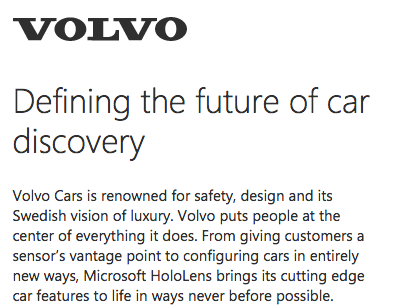 VOLVO
Defining the future of car
discovery
Volvo Cars is renowned for safety, design and its
Swedish vision of luxury. Volvo puts people at the
center of everything it does. From giving customers a
sensor's vantage point to configuring cars in entirely
new ways, Microsoft HoloLens brings its cutting edge
car features to life in ways never before possible.